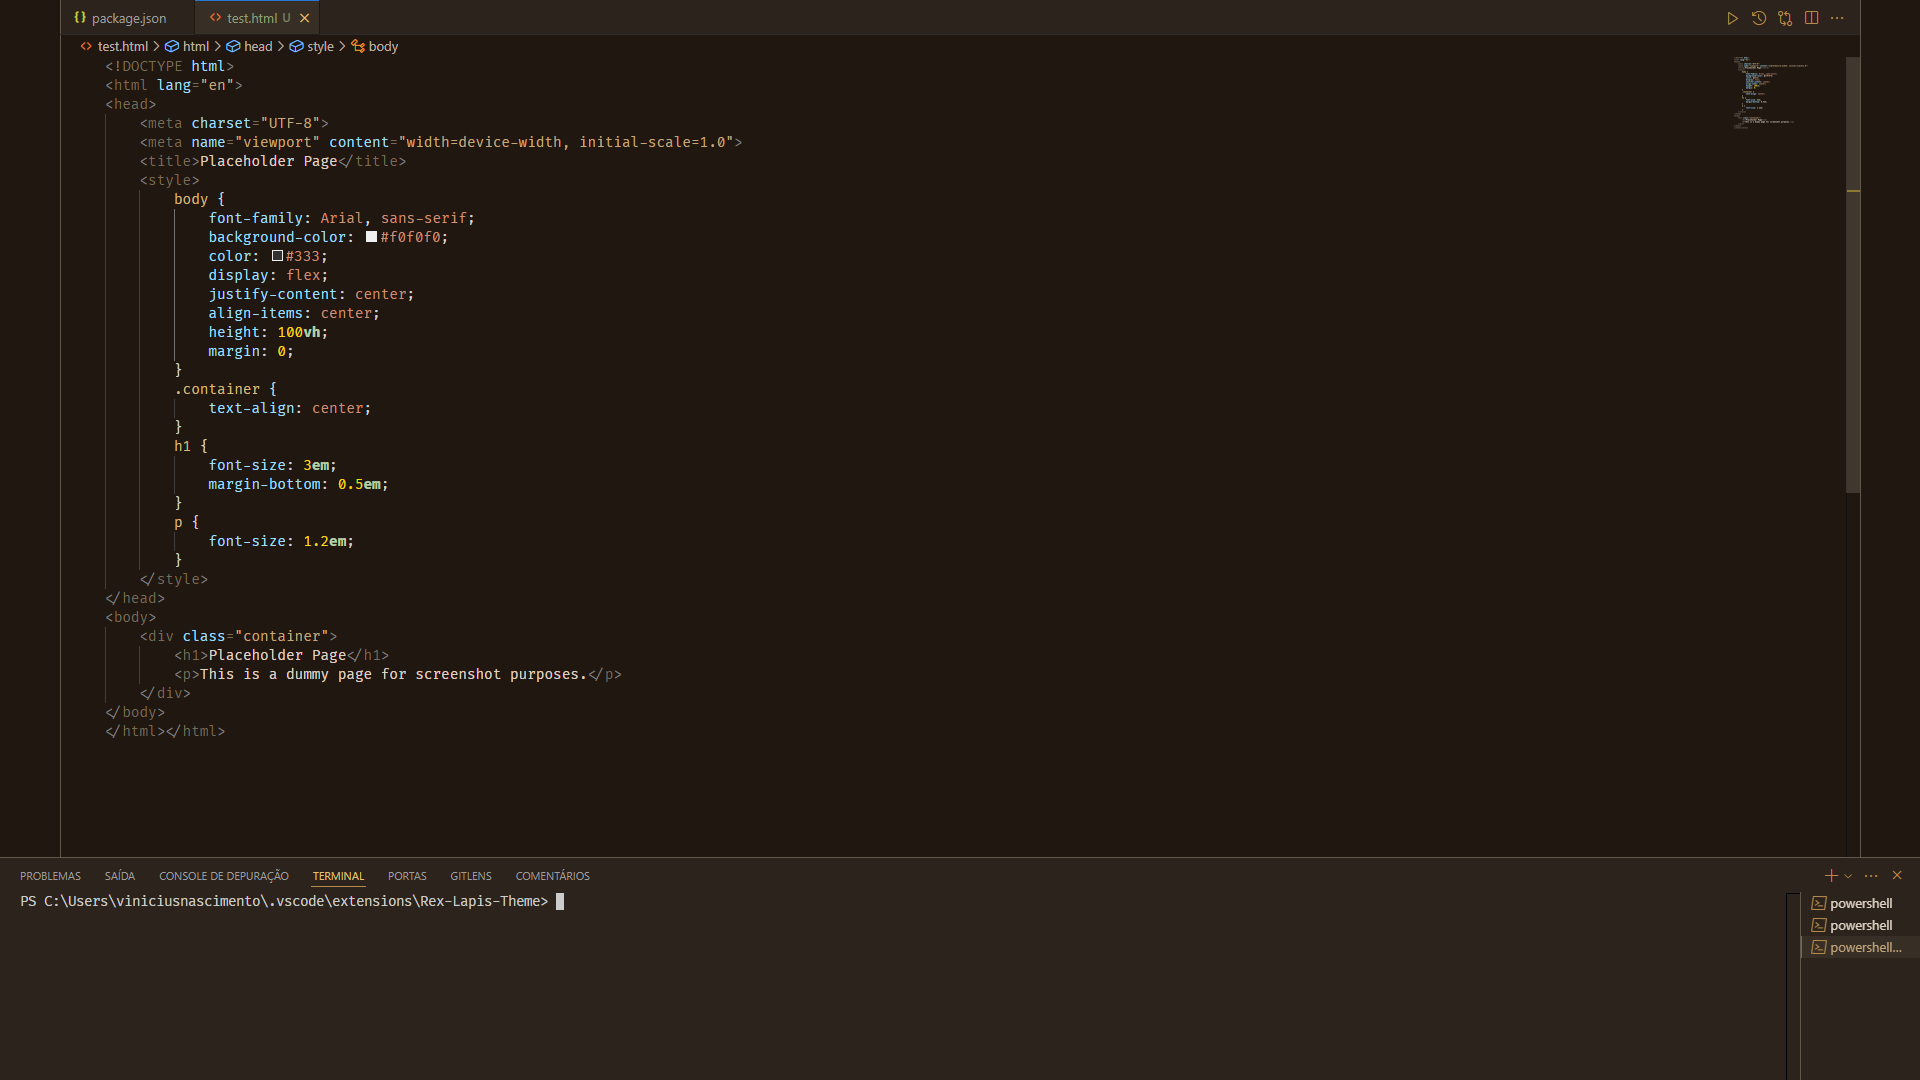 package.json
test.html U
test.html > html > head > style > body
<!DOCTYPE html>
<html lang="en">
<head>
    <meta charset="UTF-8">
    <meta name="viewport" content="width=device-width, initial-scale=1.0">
    <title>Placeholder Page</title>
    <style>
        body {
            font-family: Arial, sans-serif;
            background-color: #f0f0f0;
            color: #333;
            display: flex;
            justify-content: center;
            align-items: center;
            height: 100vh;
            margin: 0;
        }
        .container {
            text-align: center;
        }
        h1 {
            font-size: 3em;
            margin-bottom: 0.5em;
        }
        p {
            font-size: 1.2em;
        }
    </style>
</head>
<body>
    <div class="container">
        <h1>Placeholder Page</h1>
        <p>This is a dummy page for screenshot purposes.</p>
    </div>
</body>
</html></html>
PROBLEMAS SAÍDA CONSOLE DE DEPURAÇÃO TERMINAL PORTAS GITLENS COMENTÁRIOS
PS C:\Users\viniciusnascimento\.vscode\extensions\Rex-Lapis-Theme>
powershell
powershell
powershell...